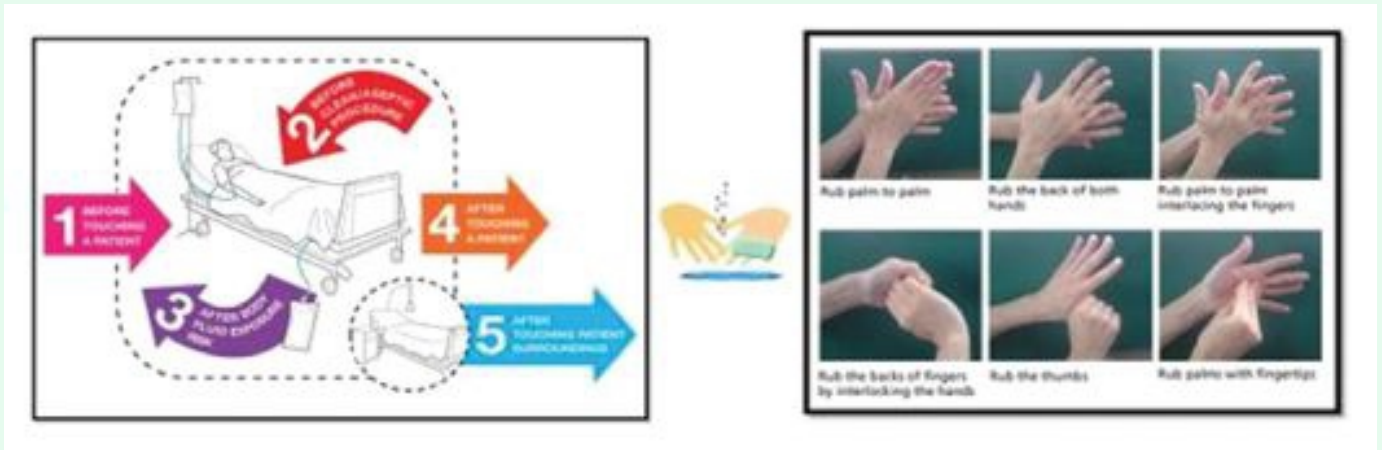 1
BEFORE
TOUCHING
A PATIENT
2
BEFORE
CLEAN/ASEPTIC
PROCEDURE
3
AFTER BODY
FLUID EXPOSURE
RISK
4
AFTER
TOUCHING
A PATIENT
5
AFTER
TOUCHING PATIENT
SURROUNDINGS
Rub palm to palm
Rub the back of both
hands
Rub palm to palm
interlacing the fingers
Rub the backs of fingers
by interlocking the hands
Rub the thumbs
Rub palms with fingertips